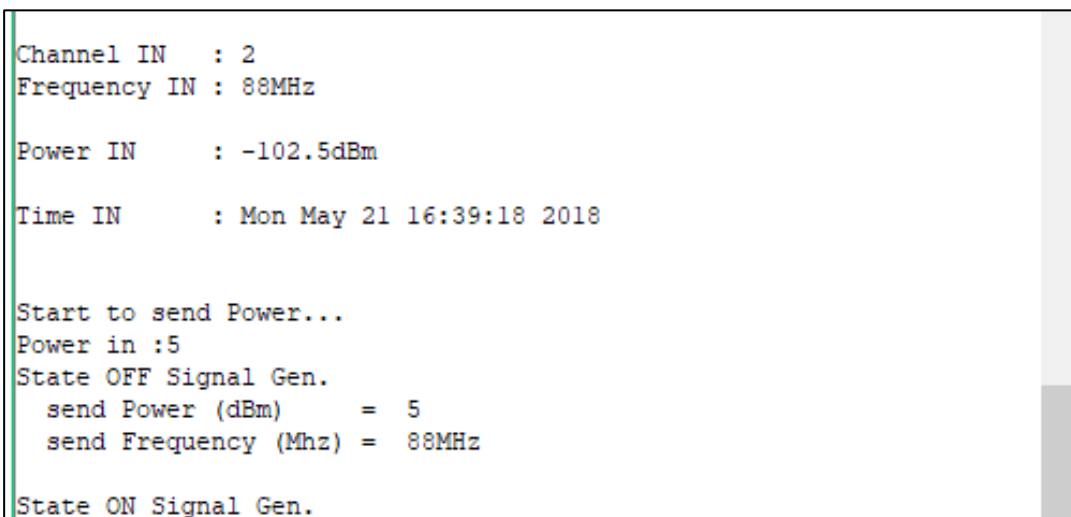 Channel IN   : 2
Frequency IN : 88MHz
Power IN     : -102.5dBm
Time IN      : Mon May 21 16:39:18 2018
Start to send Power...
Power in :5
State OFF Signal Gen.
  send Power (dBm)     =  5
  send Frequency (Mhz) =  88MHz
State ON Signal Gen.